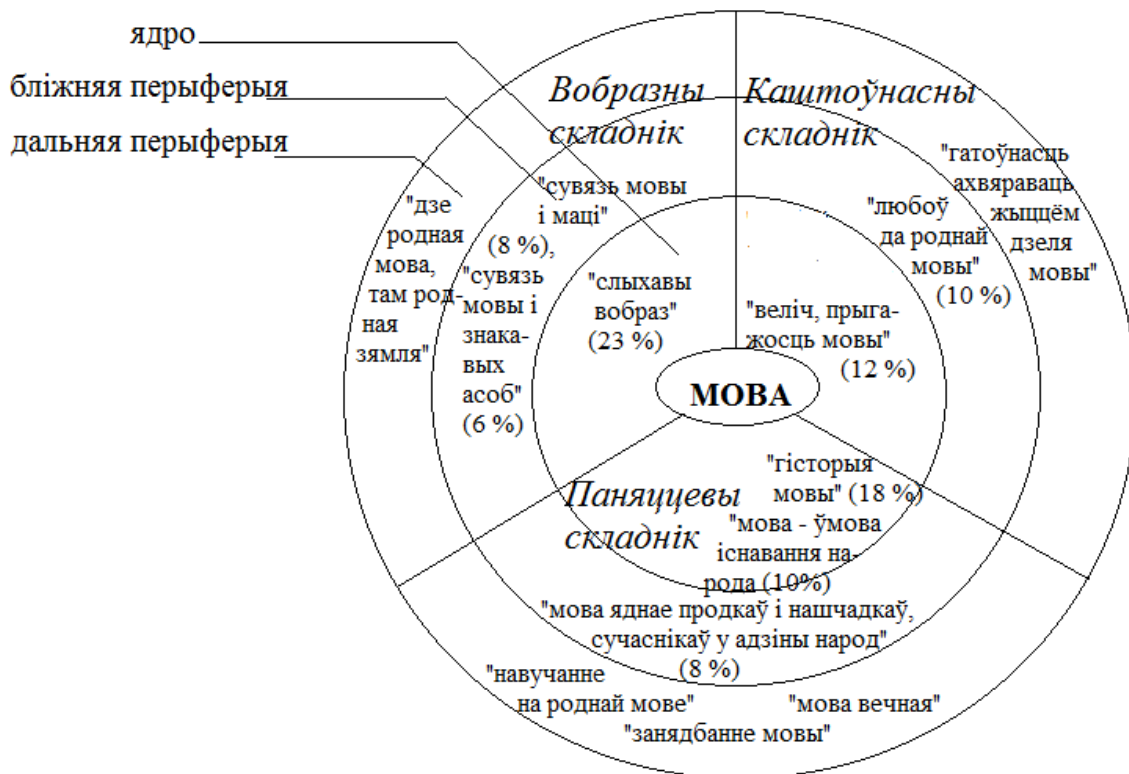 ядро
бліжняя перыферыя
дальняя перыферыя
Вобразны
складнік
Каштоўнасны
складнік
"дзе
родная
мова,
там род-
ная
зямля"
"сувязь мовы
і маці"
(8 %),
"сувязь
мовы і
знака-
вых
асоб"
(6 %)
"слыхавы
вобраз"
(23 %)
"веліч, прыга-
жосць мовы"
(12 %)
"любоў
да роднай
мовы"
(10 %)
"гатоўнасць
ахвяраваць
жыццём
дзеля
мовы"
МОВА
Паняццевы
складнік
"гісторыя
мовы" (18 %)
"мова - ўмова
існавання на-
рода (10%)
"мова яднае продкаў і нашчадкаў,
сучаснікаў у адзіны народ"
(8 %)
"навучанне
на роднай мове"
"мова вечная"
"занядбанне мовы"